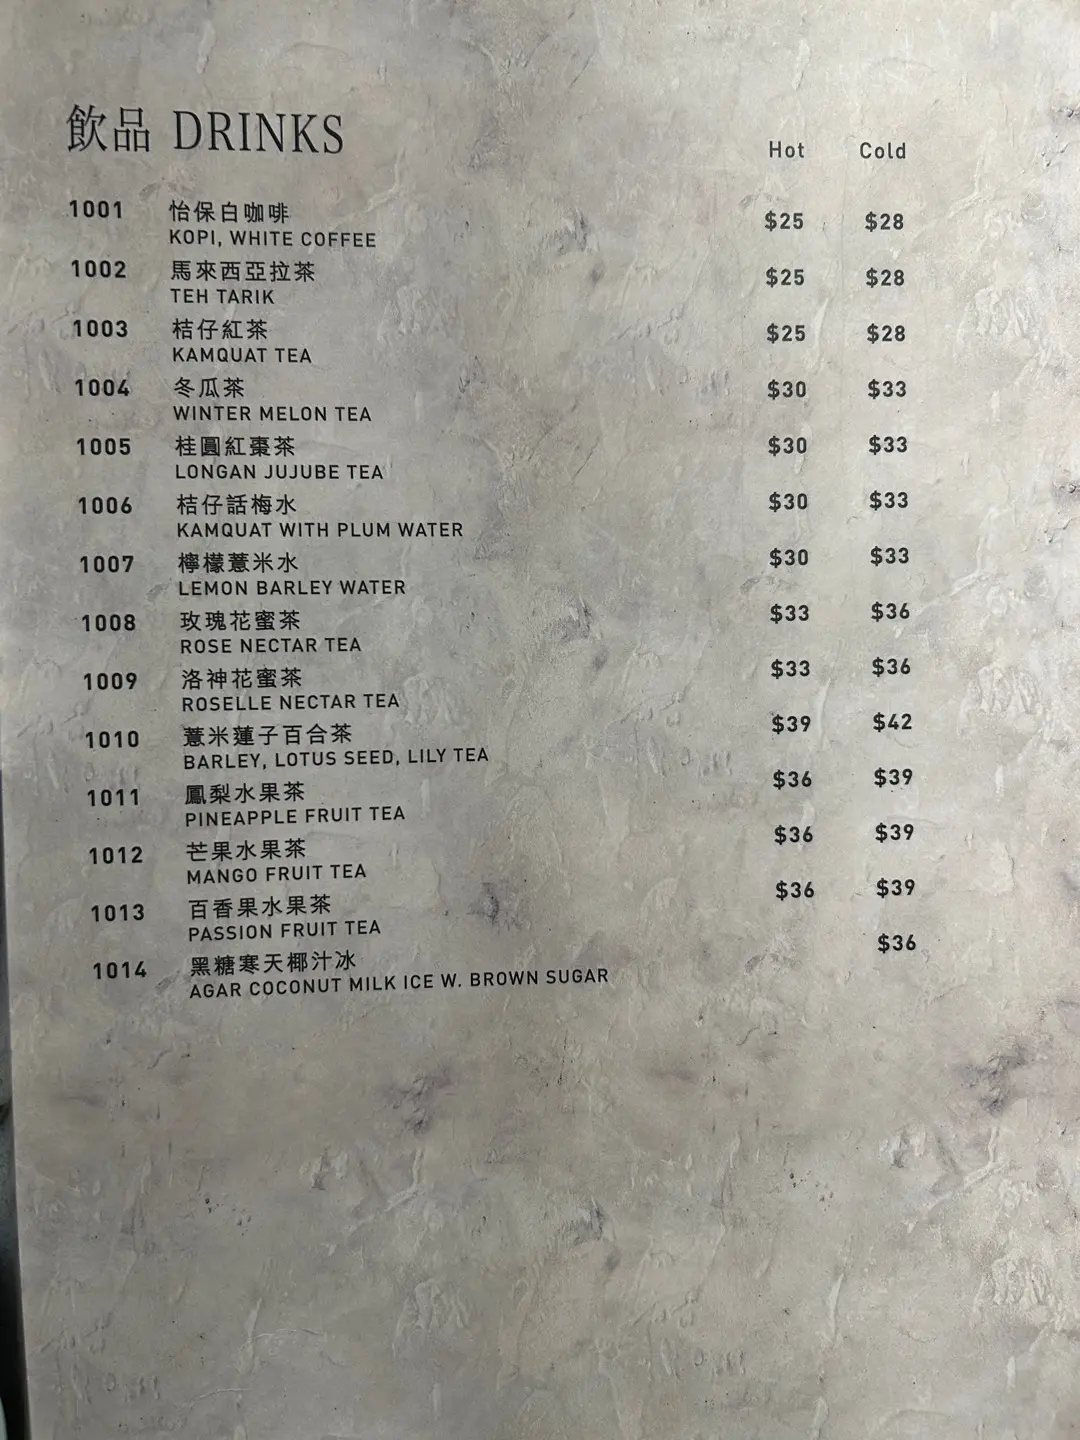 飲品 DRINKS
Hot Cold
1001 怡保白咖啡 $25 $28
KOPI, WHITE COFFEE
1002 馬來西亞拉茶 $25 $28
TEH TARIK
1003 桔仔紅茶 $25 $28
KAMQUAT TEA
1004 冬瓜茶 $30 $33
WINTER MELON TEA
1005 桂圓紅棗茶 $30 $33
LONGAN JUJUBE TEA
1006 桔仔話梅水 $30 $33
KAMQUAT WITH PLUM WATER
1007 檸檬薏米水 $30 $33
LEMON BARLEY WATER
1008 玫瑰花蜜茶 $33 $36
ROSE NECTAR TEA
1009 洛神花蜜茶 $33 $36
ROSELLE NECTAR TEA
1010 薏米蓮子百合茶 $39 $42
BARLEY, LOTUS SEED, LILY TEA
1011 鳳梨水果茶 $36 $39
PINEAPPLE FRUIT TEA
1012 芒果水果茶 $36 $39
MANGO FRUIT TEA
1013 百香果水果茶 $36 $39
PASSION FRUIT TEA
1014 黑糖寒天椰汁冰 $36
AGAR COCONUT MILK ICE W. BROWN SUGAR